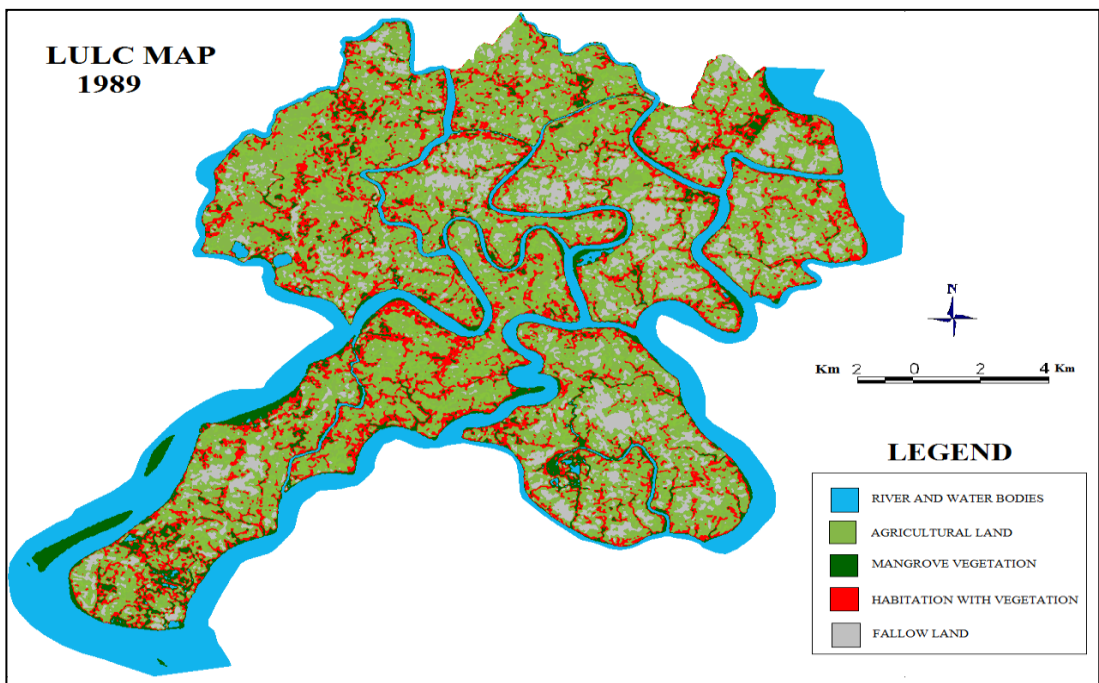 LULC MAP
1989
N
Km 2 0 2 4 Km
LEGEND
RIVER AND WATER BODIES
AGRICULTURAL LAND
MANGROVE VEGETATION
HABITATION WITH VEGETATION
FALLOW LAND